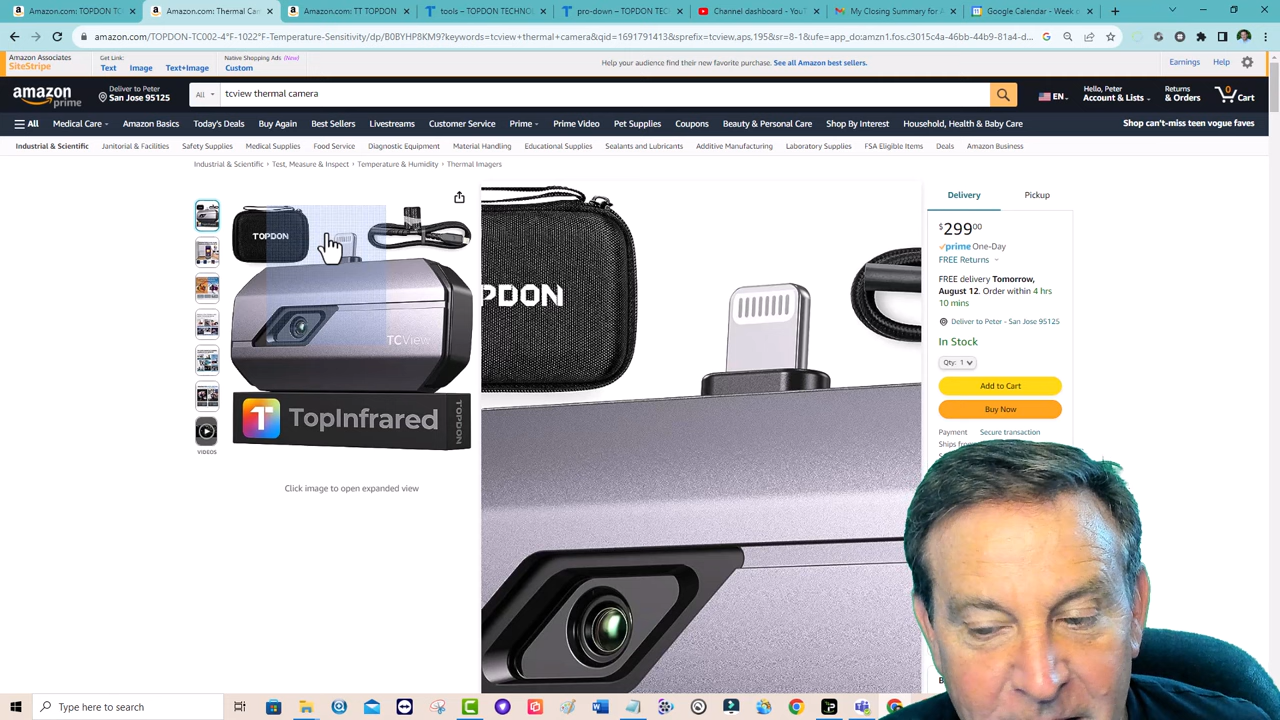 Amazon.com: TOPDON TC
Amazon.com: Thermal Cam
Amazon.com: TT TOPDON
tools – TOPDON TECHNO
pro-down – TOPDON TEC
Channel dashboard - You
My Closing Summary for A
Google Calendar - Week o
amazon.com/TOPDON-TC002-4°F-1022°F-Temperature-Sensitivity/dp/B0BYHP8KM9?keywords=tcview+thermal+camera&qid=1691791413&sprefix=tcview,aps,195&sr=8-1&ufe=app_do:amzn1.fos.c3015c4a-46bb-44b9-81a4-d...
Amazon Associates
SiteStripe
Get Link:
Text Image Text+Image
Native Shopping Ads (New)
Custom
Help your audience find their new favorite purchase. See all Amazon best sellers.
Earnings Help
amazon
prime
Deliver to Peter
San Jose 95125
All
tcview thermal camera
EN
Hello, Peter
Account & Lists
Returns
& Orders
0
Cart
All Medical Care Amazon Basics Today's Deals Buy Again Best Sellers Livestreams Customer Service Prime Prime Video Pet Supplies Coupons Beauty & Personal Care Shop By Interest Household, Health & Baby Care Shop can't-miss teen vogue faves
Industrial & Scientific Janitorial & Facilities Safety Supplies Medical Supplies Food Service Diagnostic Equipment Material Handling Educational Supplies Sealants and Lubricants Additive Manufacturing Laboratory Supplies FSA Eligible Items Deals Amazon Business
Industrial & Scientific › Test, Measure & Inspect › Temperature & Humidity › Thermal Imagers
TOPDON
TCView
T TopInfrared
TOPDON
VIDEOS
Click image to open expanded view
PDON
Delivery Pickup
$299.00
prime One-Day
FREE Returns
FREE delivery Tomorrow,
August 12. Order within 4 hrs
10 mins
Deliver to Peter - San Jose 95125
In Stock
Qty: 1
Add to Cart
Buy Now
Payment Secure transaction
Ships fr
Type here to search